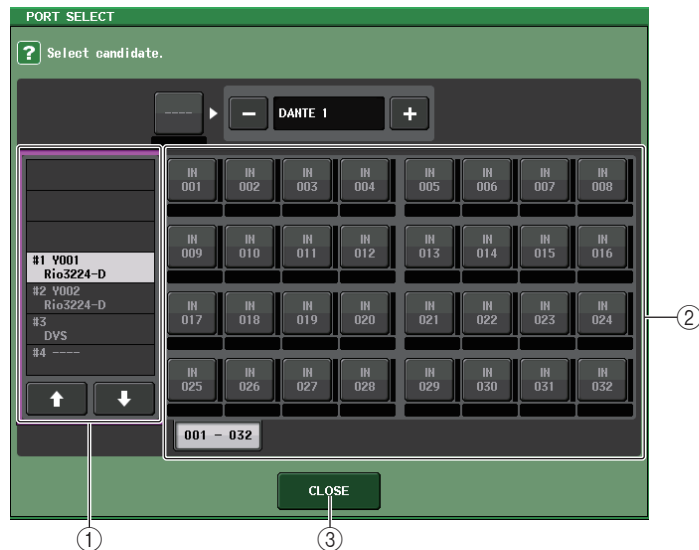 PORT SELECT
? Select candidate.
---- − DANTE 1 +
#1 Y001
Rio3224-D
#2 Y002
Rio3224-D
#3
DVS
#4 ----
IN 001 IN 002 IN 003 IN 004 IN 005 IN 006 IN 007 IN 008
IN 009 IN 010 IN 011 IN 012 IN 013 IN 014 IN 015 IN 016
IN 017 IN 018 IN 019 IN 020 IN 021 IN 022 IN 023 IN 024
IN 025 IN 026 IN 027 IN 028 IN 029 IN 030 IN 031 IN 032
001 - 032
CLOSE
①
②
③